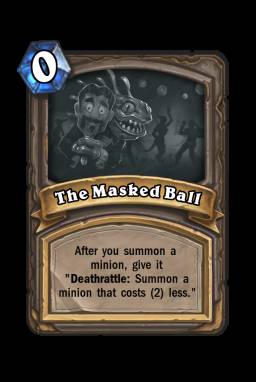 0
The Masked Ball
After you summon a
minion, give it
"Deathrattle: Summon a
minion that costs (2) less."